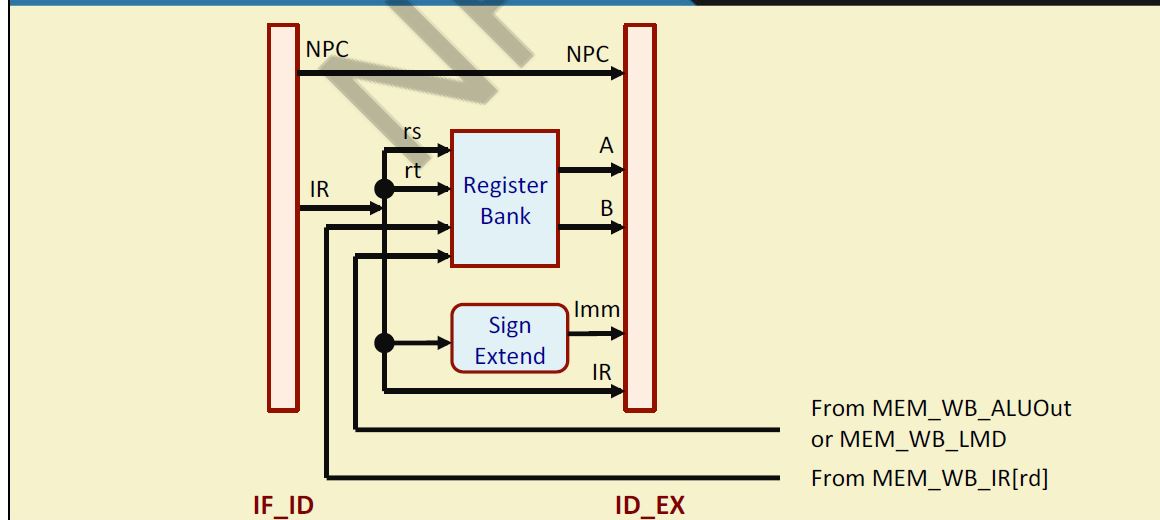 NPC
NPC
rs
A
rt
Register
Bank
IR
B
Imm
Sign
Extend
IR
From MEM_WB_ALUOut
or MEM_WB_LMD
From MEM_WB_IR[rd]
IF_ID
ID_EX